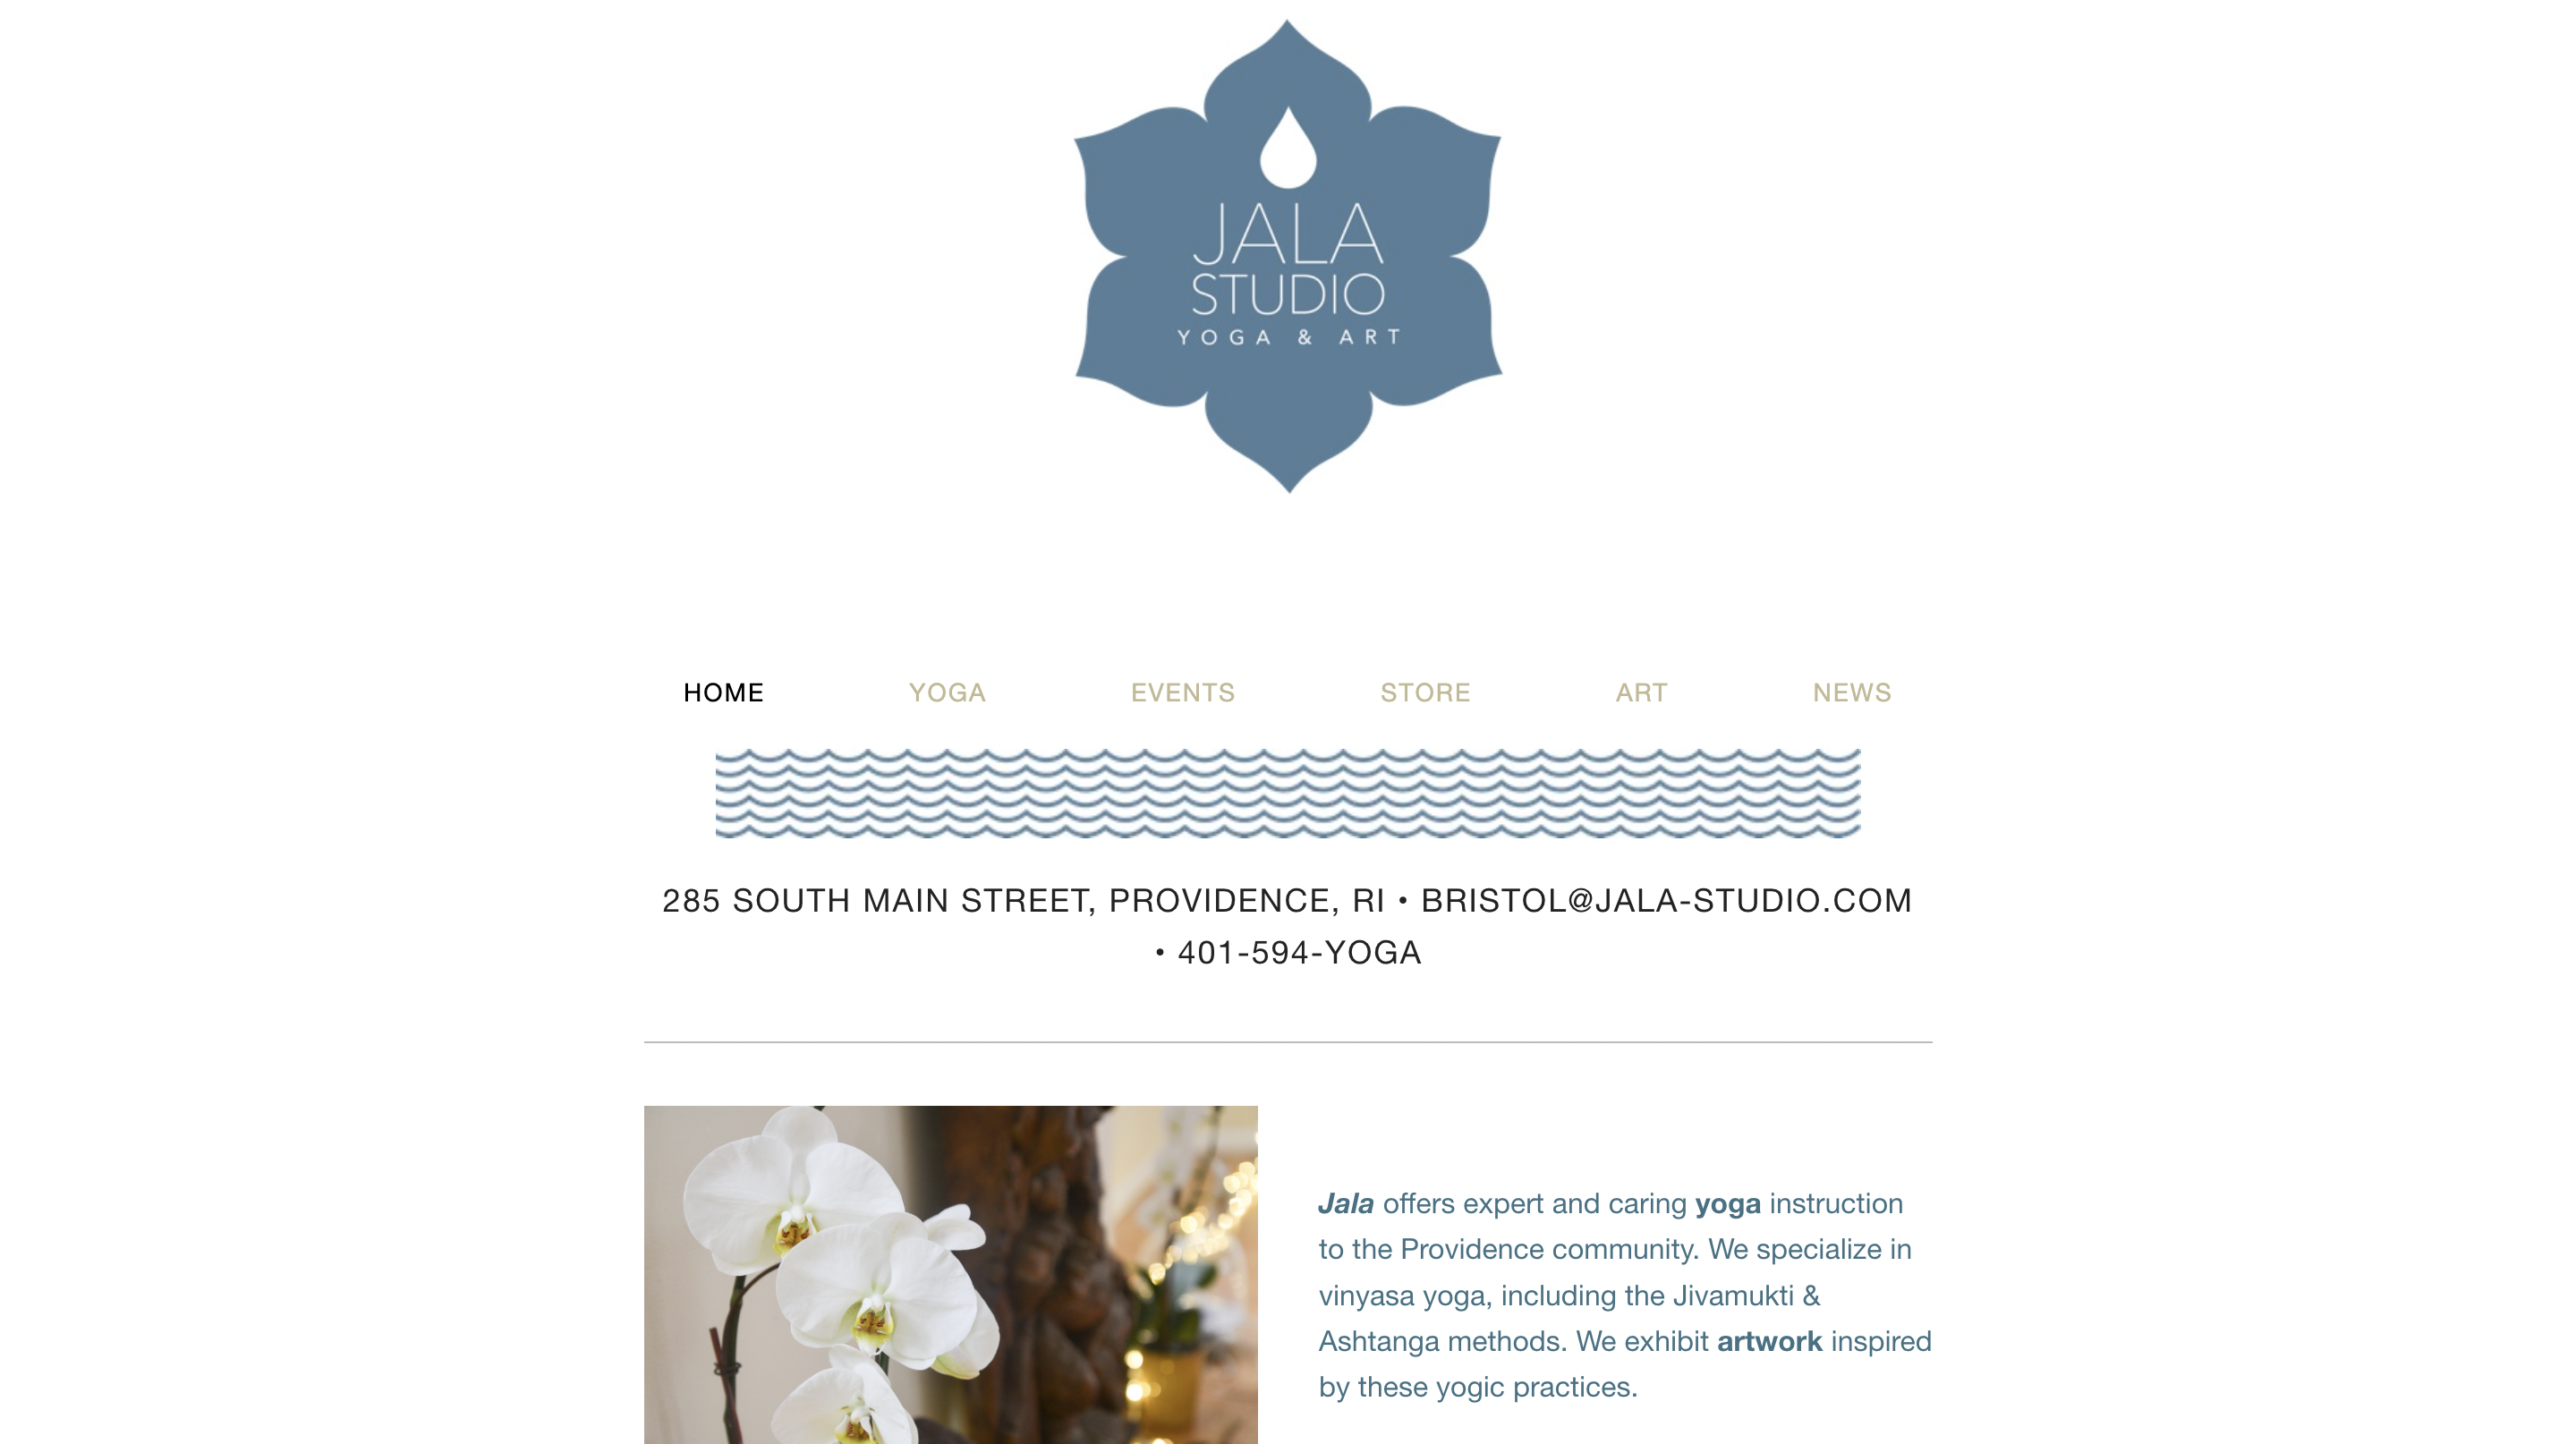 JALA
STUDIO
YOGA & ART
HOME YOGA EVENTS STORE ART NEWS
285 SOUTH MAIN STREET, PROVIDENCE, RI • BRISTOL@JALA-STUDIO.COM
• 401-594-YOGA
Jala offers expert and caring yoga instruction
to the Providence community. We specialize in
vinyasa yoga, including the Jivamukti &
Ashtanga methods. We exhibit artwork inspired
by these yogic practices.